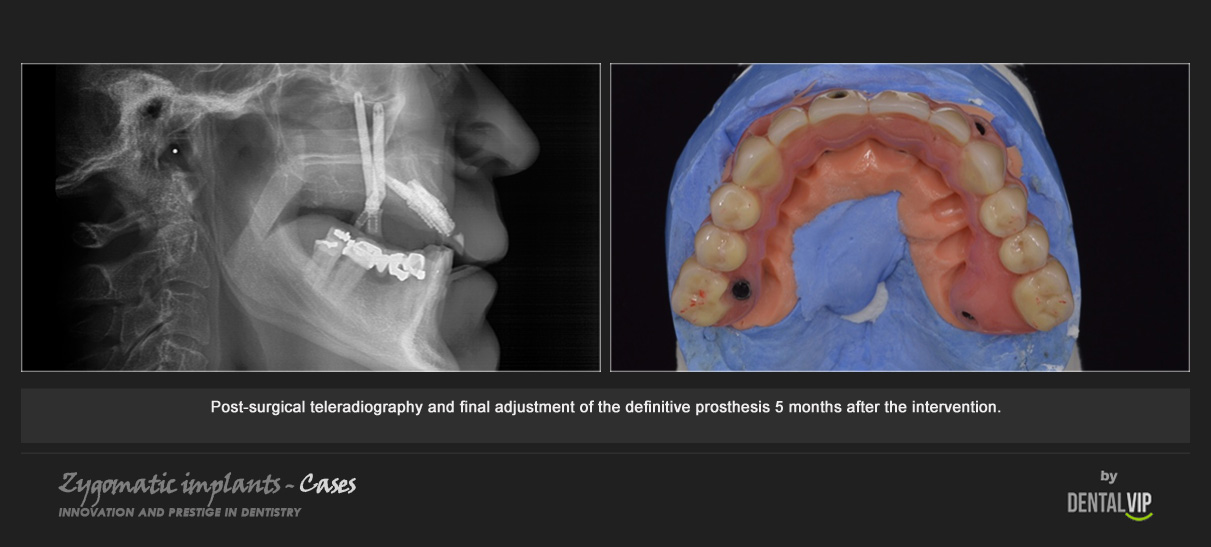 Post-surgical teleradiography and final adjustment of the definitive prosthesis 5 months after the intervention.
Zygomatic implants - Cases
INNOVATION AND PRESTIGE IN DENTISTRY
by
DENTALVIP